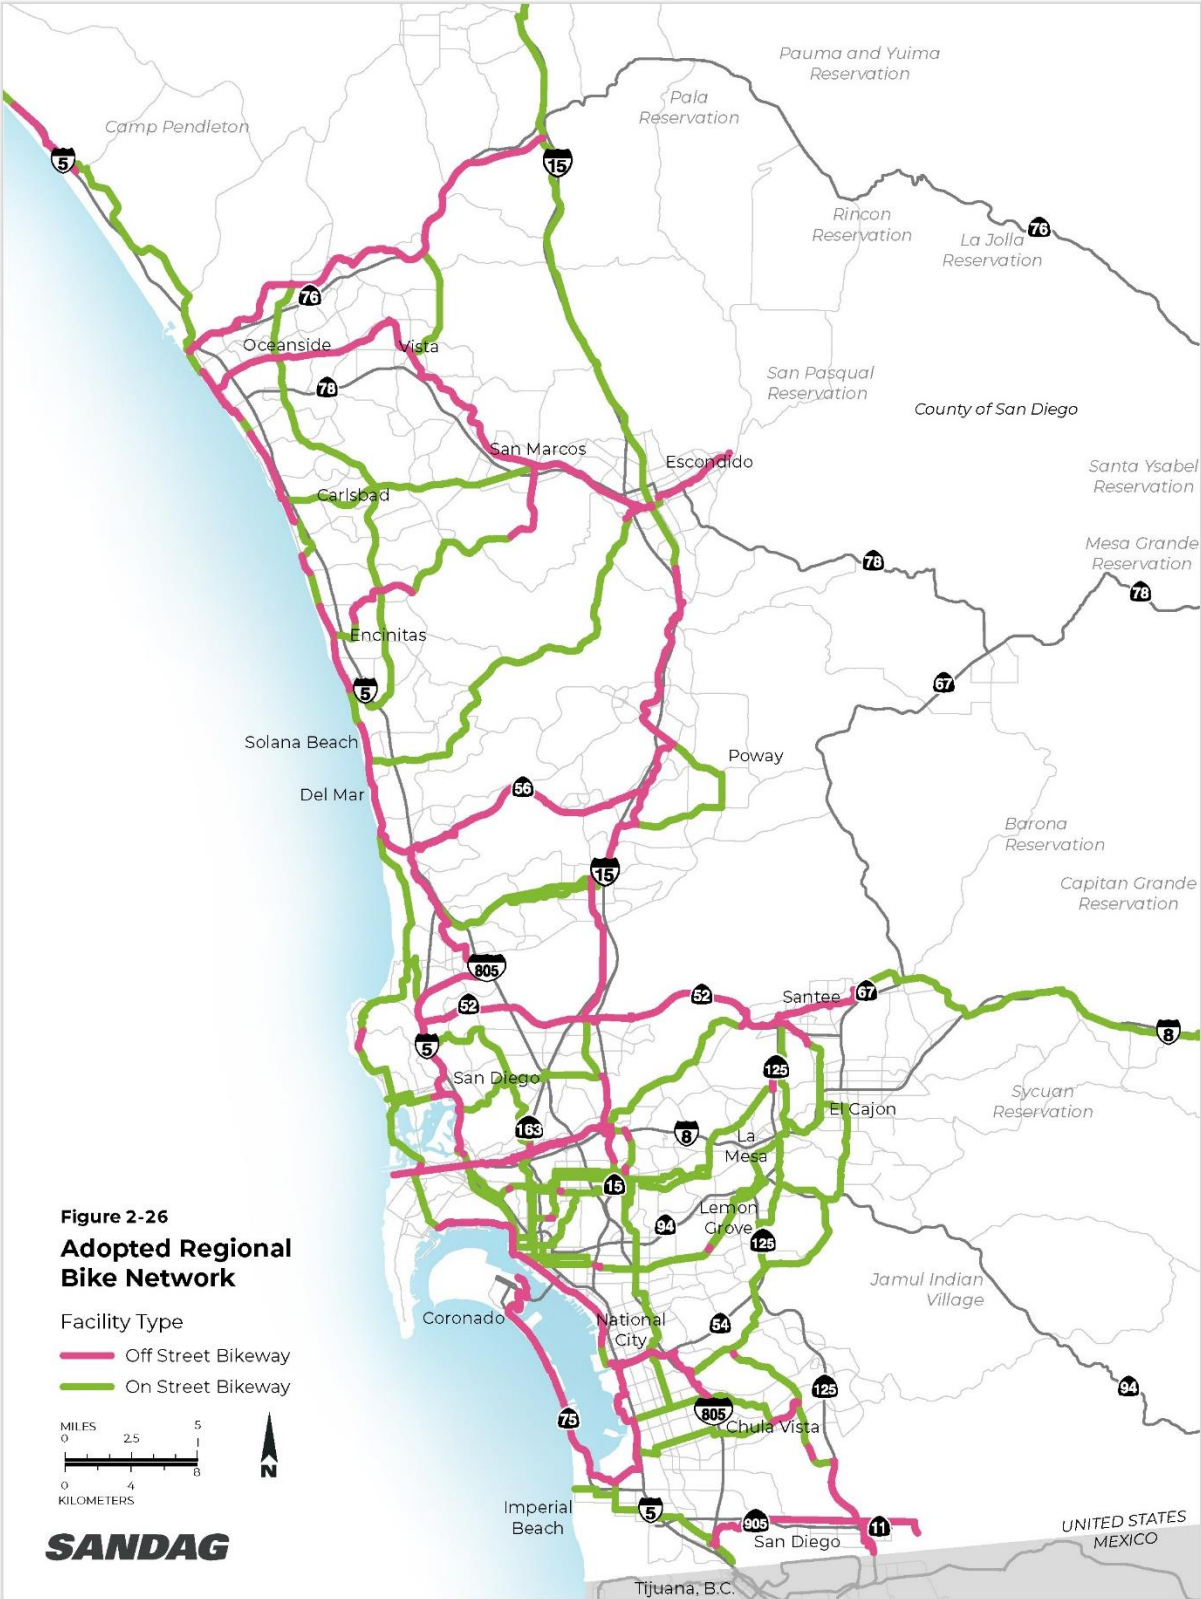 Pauma and Yuima
Reservation
Pala
Reservation
Camp Pendleton
5
15
Rincon
Reservation
La Jolla
Reservation
76
76
Oceanside
Vista
78
San Pasqual
Reservation
County of San Diego
San Marcos
Escondido
Santa Ysabel
Reservation
Carlsbad
Mesa Grande
Reservation
78
78
Encinitas
5
67
Solana Beach
Poway
Del Mar
56
Barona
Reservation
15
Capitan Grande
Reservation
805
52
52
Santee
67
5
8
San Diego
125
Sycuan
Reservation
El Cajon
163
8
La
Mesa
15
Lemon
Grove
94
125
Figure 2-26
Adopted Regional
Bike Network
Facility Type
Off Street Bikeway
On Street Bikeway
MILES
0 2.5 5
0 4 8
KILOMETERS
N
SANDAG
Jamul Indian
Village
Coronado
National
City
54
125
94
75
805
Chula Vista
Imperial
Beach
5
905
11
San Diego
UNITED STATES
MEXICO
Tijuana, B.C.